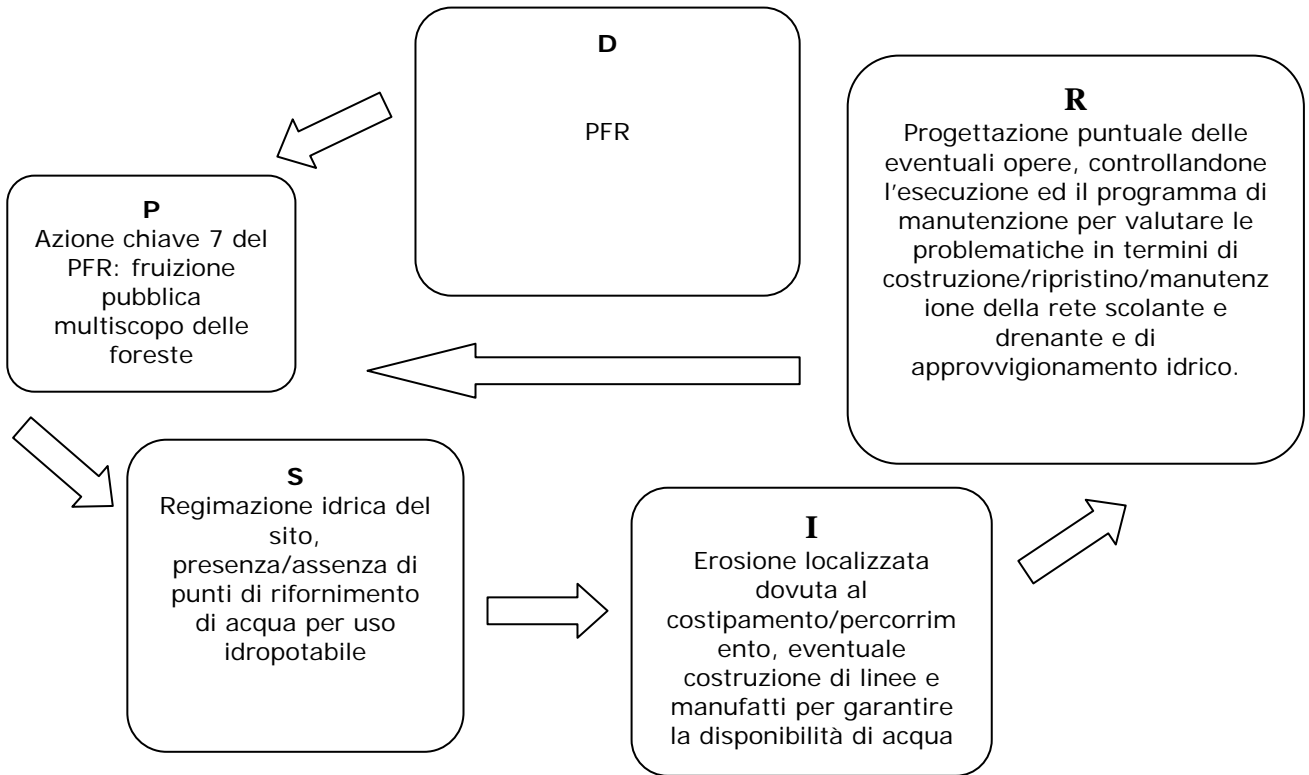 D
PFR
R
Progettazione puntuale delle
eventuali opere, controllandone
l'esecuzione ed il programma di
manutenzione per valutare le
problematiche in termini di
costruzione/ripristino/manutenz
ione della rete scolante e
drenante e di
approvvigionamento idrico.
P
Azione chiave 7 del
PFR: fruizione
pubblica
multiscopo delle
foreste
S
Regimazione idrica del
sito,
presenza/assenza di
punti di rifornimento
di acqua per uso
idropotabile
I
Erosione localizzata
dovuta al
costipamento/percorrim
ento, eventuale
costruzione di linee e
manufatti per garantire
la disponibilità di acqua